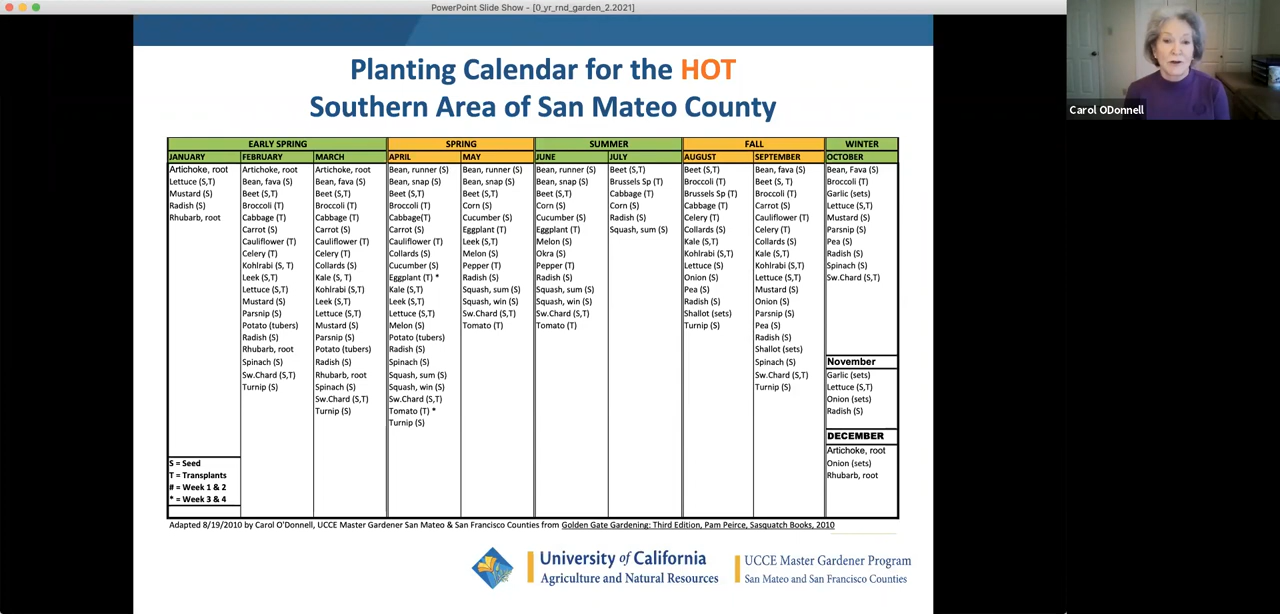 PowerPoint Slide Show - [0_yr_rnd_garden_2.2021]
Carol ODonnell
Planting Calendar for the HOT
Southern Area of San Mateo County
EARLY SPRING
SPRING
SUMMER
FALL
WINTER
JANUARY
Artichoke, root
Lettuce (S,T)
Mustard (S)
Radish (S)
Rhubarb, root
S = Seed
T = Transplants
# = Week 1 & 2
* = Week 3 & 4
FEBRUARY
Artichoke, root
Bean, fava (S)
Beet (S,T)
Broccoli (T)
Cabbage (T)
Carrot (S)
Cauliflower (T)
Celery (T)
Kohlrabi (S, T)
Leek (S,T)
Lettuce (S,T)
Mustard (S)
Parsnip (S)
Potato (tubers)
Radish (S)
Rhubarb, root
Spinach (S)
Sw.Chard (S,T)
Turnip (S)
MARCH
Artichoke, root
Bean, fava (S)
Beet (S,T)
Broccoli (T)
Cabbage (T)
Carrot (S)
Cauliflower (T)
Celery (T)
Collards (S)
Kale (S, T)
Kohlrabi (S,T)
Leek (S,T)
Lettuce (S,T)
Mustard (S)
Parsnip (S)
Potato (tubers)
Radish (S)
Rhubarb, root
Spinach (S)
Sw.Chard (S,T)
Turnip (S)
APRIL
Bean, runner (S)
Bean, snap (S)
Beet (S,T)
Broccoli (T)
Cabbage(T)
Carrot (S)
Cauliflower (T)
Collards (S)
Cucumber (S)
Eggplant (T) *
Kale (S,T)
Leek (S,T)
Lettuce (S,T)
Melon (S)
Potato (tubers)
Radish (S)
Spinach (S)
Squash, sum (S)
Squash, win (S)
Sw.Chard (S,T)
Tomato (T) *
Turnip (S)
MAY
Bean, runner (S)
Bean, snap (S)
Beet (S,T)
Corn (S)
Cucumber (S)
Eggplant (T)
Leek (S,T)
Melon (S)
Pepper (T)
Radish (S)
Squash, sum (S)
Squash, win (S)
Sw.Chard (S,T)
Tomato (T)
JUNE
Bean, runner (S)
Bean, snap (S)
Beet (S,T)
Corn (S)
Cucumber (S)
Eggplant (T)
Melon (S)
Okra (S)
Pepper (T)
Radish (S)
Squash, sum (S)
Squash, win (S)
Sw.Chard (S,T)
Tomato (T)
JULY
Beet (S,T)
Brussels Sp (T)
Cabbage (T)
Corn (S)
Radish (S)
Squash, sum (S)
AUGUST
Beet (S,T)
Broccoli (T)
Brussels Sp (T)
Cabbage (T)
Celery (T)
Collards (S)
Kale (S,T)
Kohlrabi (S,T)
Lettuce (S)
Onion (S)
Pea (S)
Radish (S)
Shallot (sets)
Turnip (S)
SEPTEMBER
Bean, fava (S)
Beet (S, T)
Broccoli (T)
Carrot (S)
Cauliflower (T)
Celery (T)
Collards (S)
Kale (S,T)
Kohlrabi (S,T)
Lettuce (S,T)
Mustard (S)
Onion (S)
Parsnip (S)
Pea (S)
Radish (S)
Shallot (sets)
Spinach (S)
Sw.Chard (S,T)
Turnip (S)
OCTOBER
Bean, Fava (S)
Broccoli (T)
Garlic (sets)
Lettuce (S,T)
Mustard (S)
Parsnip (S)
Pea (S)
Radish (S)
Spinach (S)
Sw.Chard (S,T)
November
Garlic (sets)
Lettuce (S,T)
Onion (sets)
Radish (S)
DECEMBER
Artichoke, root
Onion (sets)
Rhubarb, root
Adapted 8/19/2010 by Carol O'Donnell, UCCE Master Gardener San Mateo & San Francisco Counties from Golden Gate Gardening: Third Edition, Pam Peirce, Sasquatch Books, 2010
University of California
Agriculture and Natural Resources
UCCE Master Gardener Program
San Mateo and San Francisco Counties